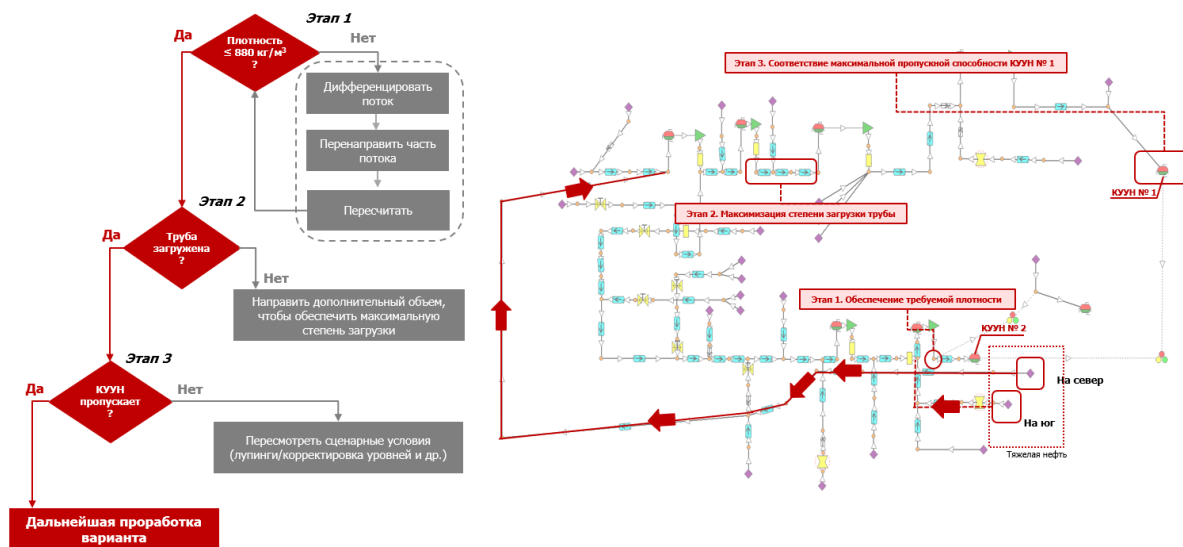 Этап 1
Да
Плотность
≤ 880 кг/м³
?
Нет
Дифференцировать
поток
Перенаправить часть
потока
Пересчитать
Этап 2
Да
Труба
загружена
?
Нет
Направить дополнительный объем,
чтобы обеспечить максимальную
степень загрузки
Этап 3
Да
КУУН
пропускает
?
Нет
Пересмотреть сценарные условия
(лупинги/корректировка уровней и др.)
Дальнейшая проработка
варианта
Этап 3. Соответствие максимальной пропускной способности КУУН № 1
КУУН № 1
Этап 2. Максимизация степени загрузки трубы
Этап 1. Обеспечение требуемой плотности
КУУН № 2
На север
На юг
Тяжелая нефть